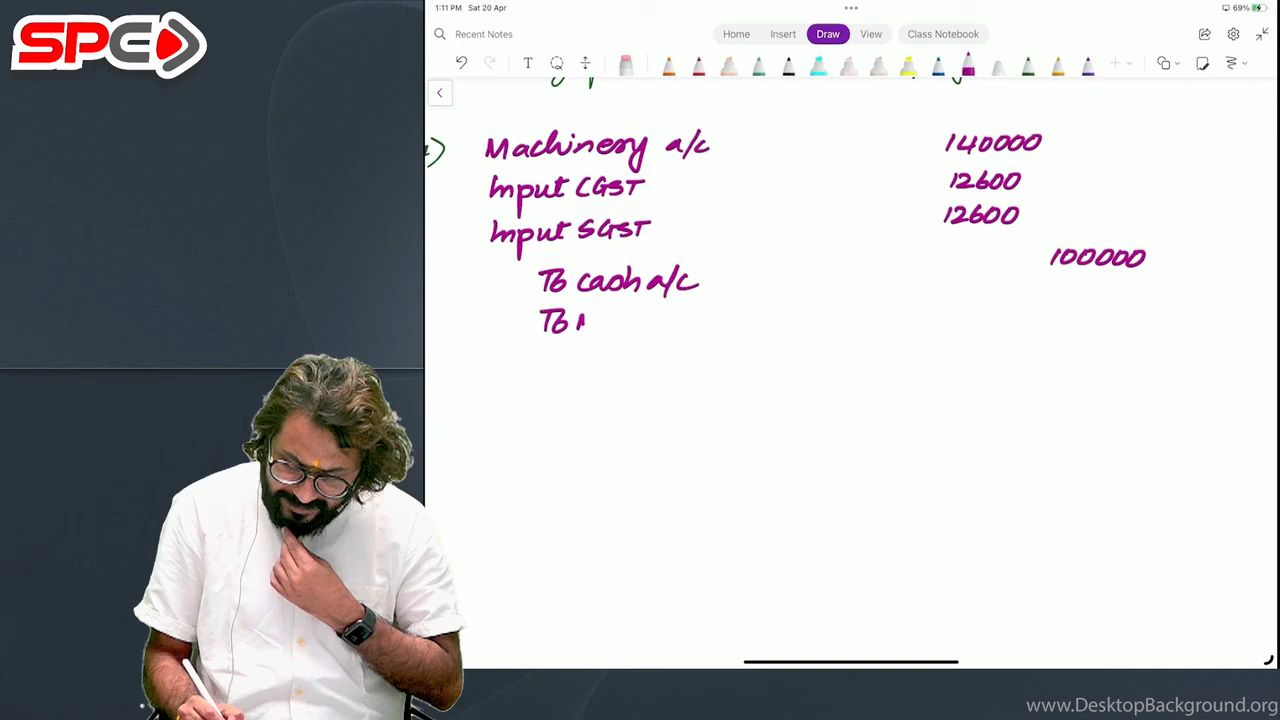 SPE
1:11 PM Sat 20 Apr
69%
Recent Notes
Home Insert Draw View Class Notebook
Machinery a/c 140000
Input CGST 12600
Input SGST 12600
To cash a/c 100000
To
www.DesktopBackground.org